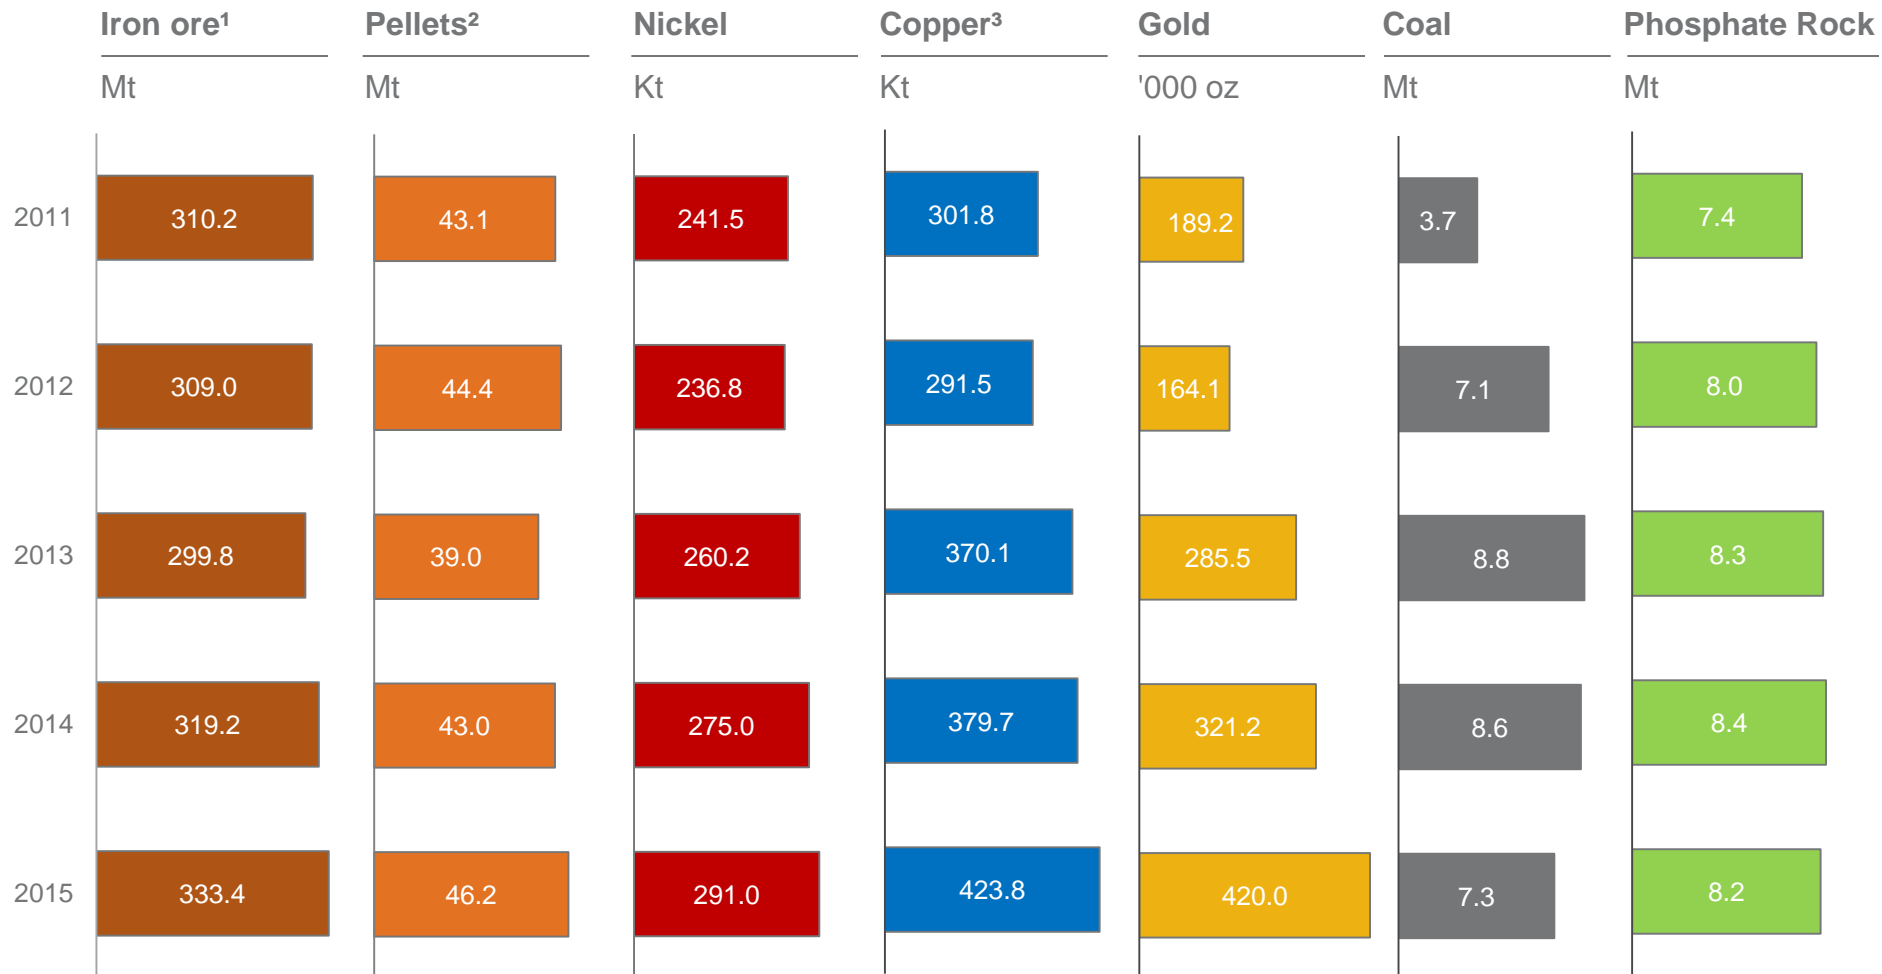 Iron ore¹ Pellets² Nickel Copper³ Gold Coal Phosphate Rock
Mt Mt Kt Kt '000 oz Mt Mt
2011 310.2 43.1 241.5 301.8 189.2 3.7 7.4
2012 309.0 44.4 236.8 291.5 164.1 7.1 8.0
2013 299.8 39.0 260.2 370.1 285.5 8.8 8.3
2014 319.2 43.0 275.0 379.7 321.2 8.6 8.4
2015 333.4 46.2 291.0 423.8 420.0 7.3 8.2